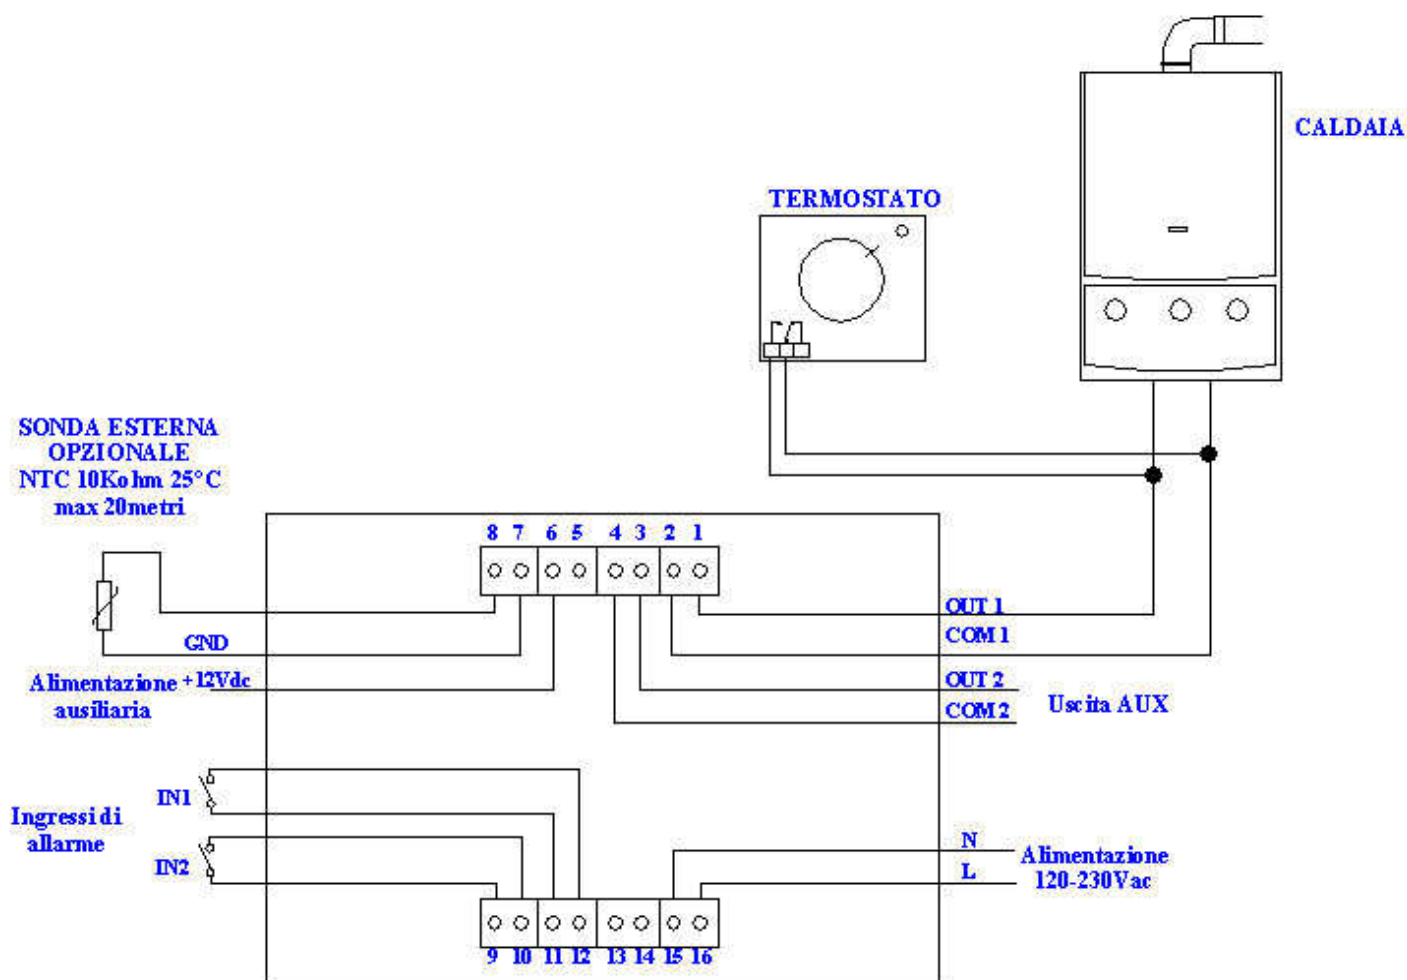 CALDAIA
TERMOSTATO
SONDA ESTERNA
OPZIONALE
NTC 10Kohm 25°C
max 20metri
8 7 6 5 4 3 2 1
OUT 1
COM 1
GND
Alimentazione +12Vdc
ausiliaria
OUT 2
COM 2
Uscita AUX
IN1
Ingressi di
allarme
IN2
N
L
Alimentazione
120-230Vac
9 10 11 12 13 14 15 16